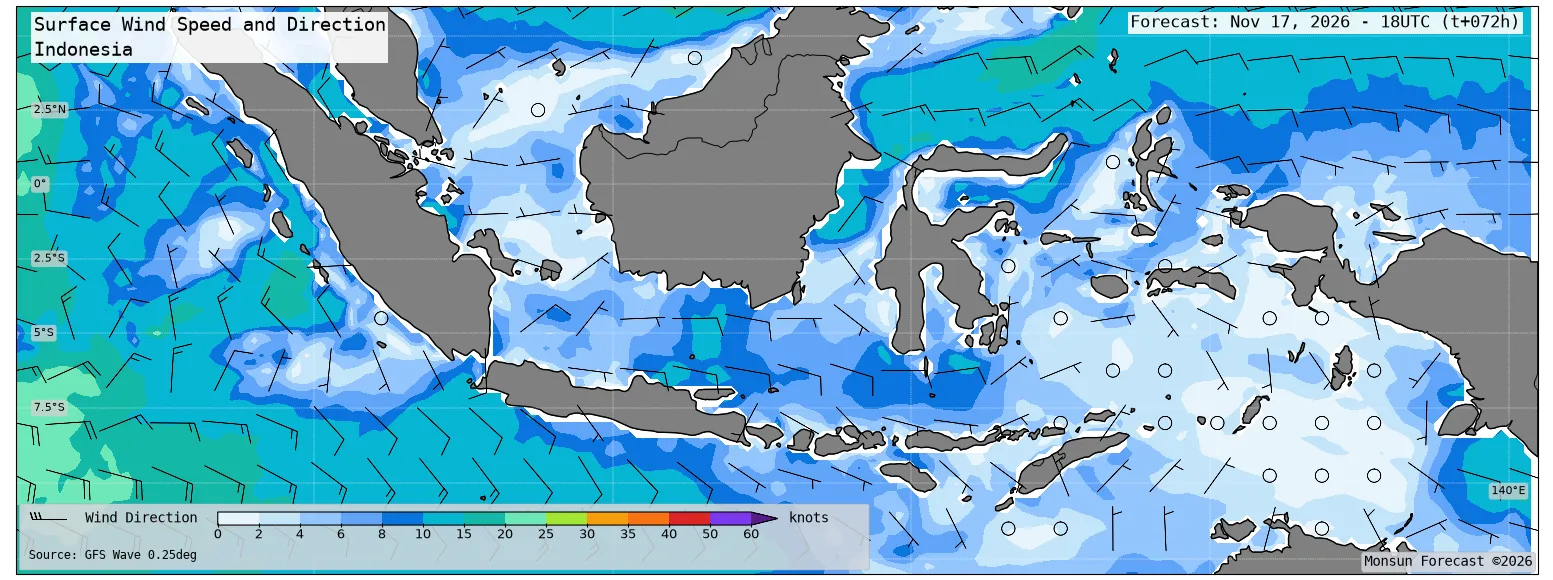 Surface Wind Speed and Direction
Indonesia
Forecast: Nov 17, 2026 - 18UTC (t+072h)
2.5°N
0°
2.5°S
5°S
7.5°S
140°E
Wind Direction
knots
0 2 4 6 8 10 15 20 25 30 35 40 50 60
Source: GFS Wave 0.25deg
Monsun Forecast ©2026